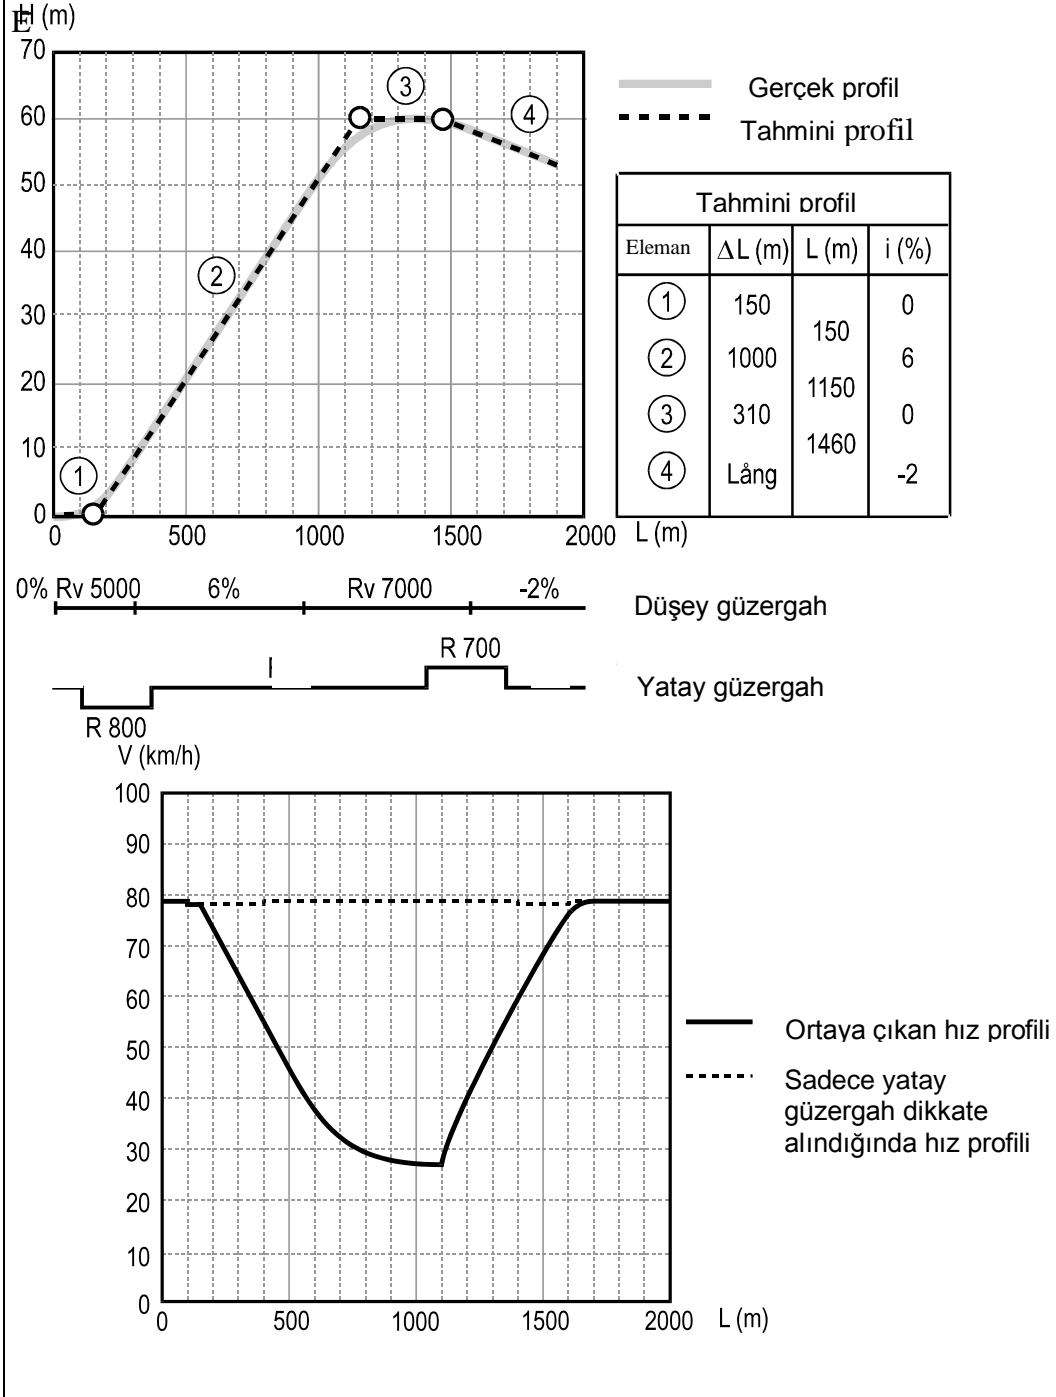 E
H (m)
70
60
50
40
30
20
10
0
0 500 1000 1500 2000 L (m)
1
2
3
4
Gerçek profil
Tahmini profil
Tahmini profil
Eleman ΔL (m) L (m) i (%)
1 150 0
150
2 1000 6
1150
3 310 0
1460
4 Lång -2
0% Rv 5000 6% Rv 7000 -2%
Düşey güzergah
R 700
Yatay güzergah
R 800
V (km/h)
100
90
80
70
60
50
40
30
20
10
0
0 500 1000 1500 2000 L (m)
Ortaya çıkan hız profili
Sadece yatay
güzergah dikkate
alındığında hız profili